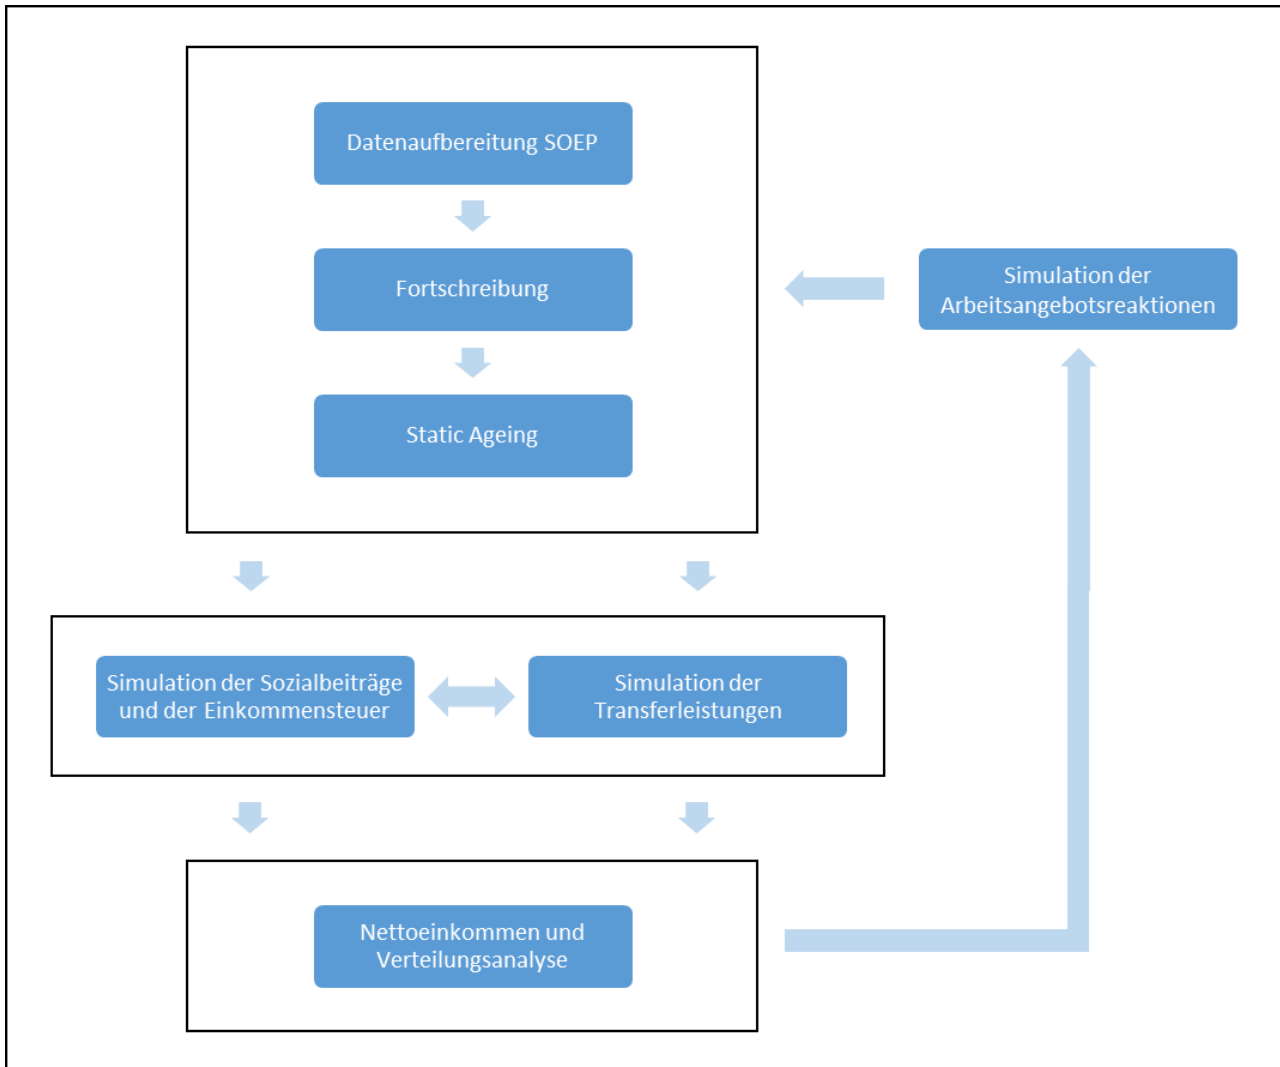 Datenaufbereitung SOEP
Fortschreibung
Static Ageing
Simulation der
Arbeitsangebotsreaktionen
Simulation der Sozialbeiträge
und der Einkommensteuer
Simulation der
Transferleistungen
Nettoeinkommen und
Verteilungsanalyse